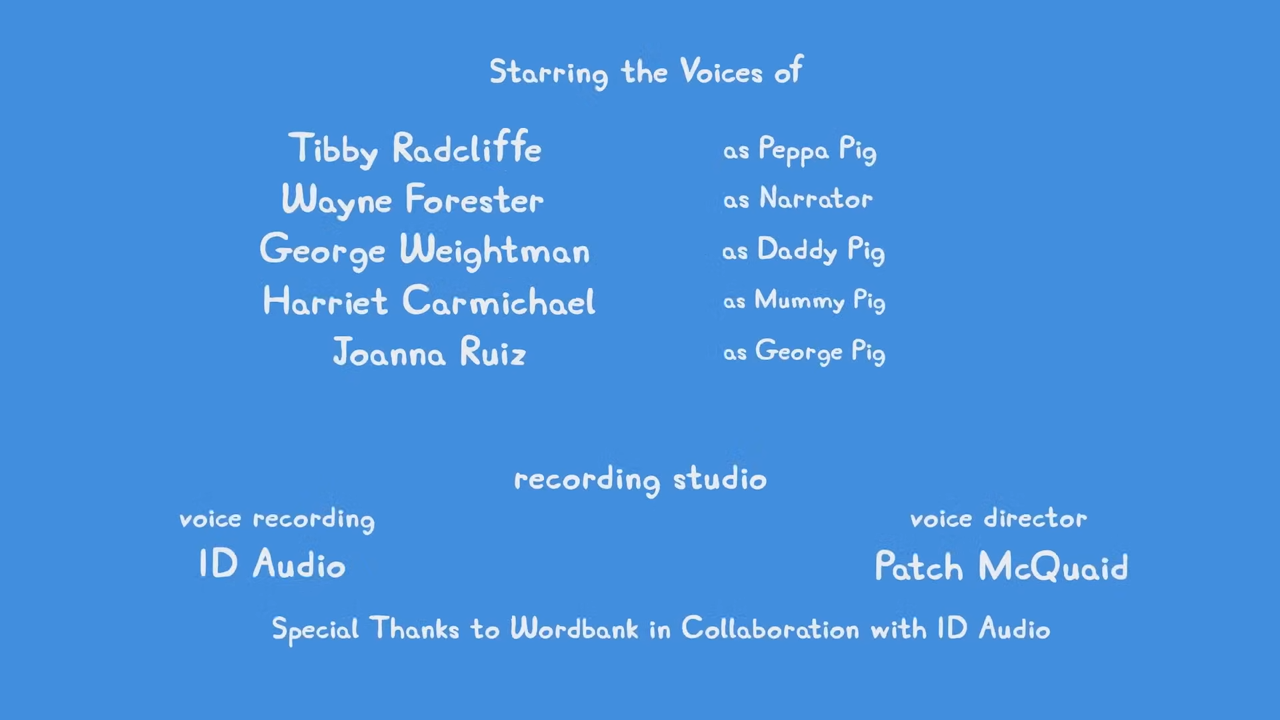 Starring the Voices of
Tibby Radcliffe as Peppa Pig
Wayne Forester as Narrator
George Weightman as Daddy Pig
Harriet Carmichael as Mummy Pig
Joanna Ruiz as George Pig
recording studio
voice recording voice director
ID Audio Patch McQuaid
Special Thanks to Wordbank in Collaboration with ID Audio